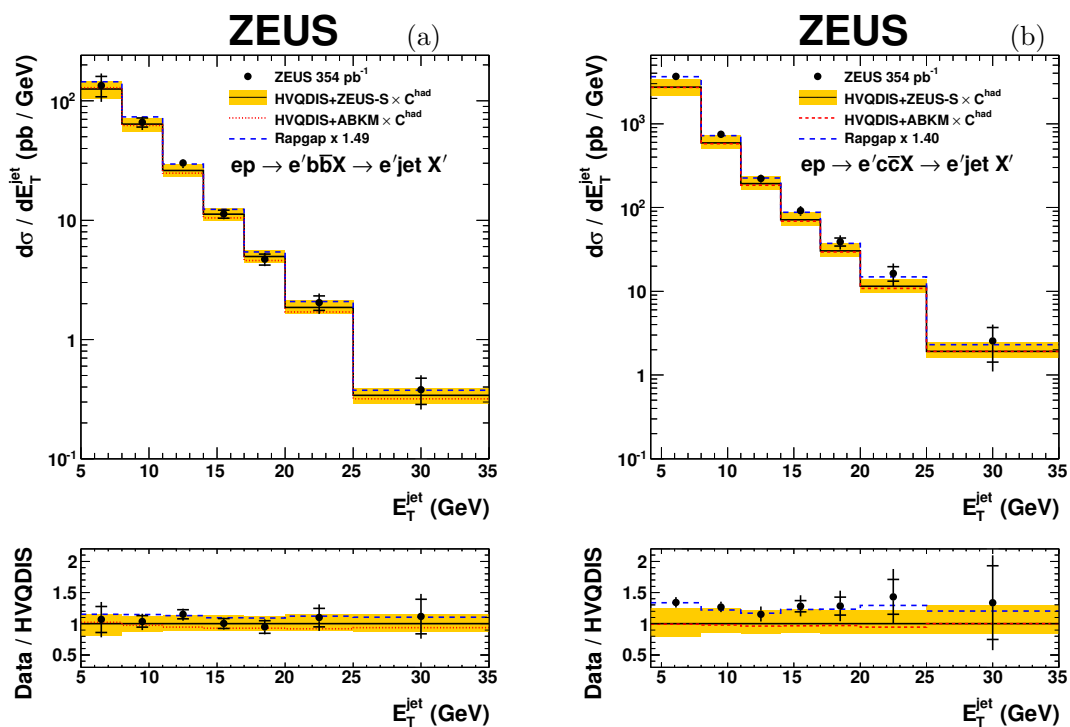 ZEUS (a)
dσ / dE_T^jet (pb / GeV)
10²
10
1
10⁻¹
ZEUS 354 pb⁻¹
HVQDIS+ZEUS-S × C^had
HVQDIS+ABKM × C^had
Rapgap x 1.49
ep → e′bb̅X → e′jet X′
5 10 15 20 25 30 35
E_T^jet (GeV)
Data / HVQDIS
2
1.5
1
0.5
5 10 15 20 25 30 35
E_T^jet (GeV)
ZEUS (b)
dσ / dE_T^jet (pb / GeV)
10³
10²
10
1
10⁻¹
ZEUS 354 pb⁻¹
HVQDIS+ZEUS-S × C^had
HVQDIS+ABKM × C^had
Rapgap x 1.40
ep → e′cc̅X → e′jet X′
5 10 15 20 25 30 35
E_T^jet (GeV)
Data / HVQDIS
2
1.5
1
0.5
5 10 15 20 25 30 35
E_T^jet (GeV)